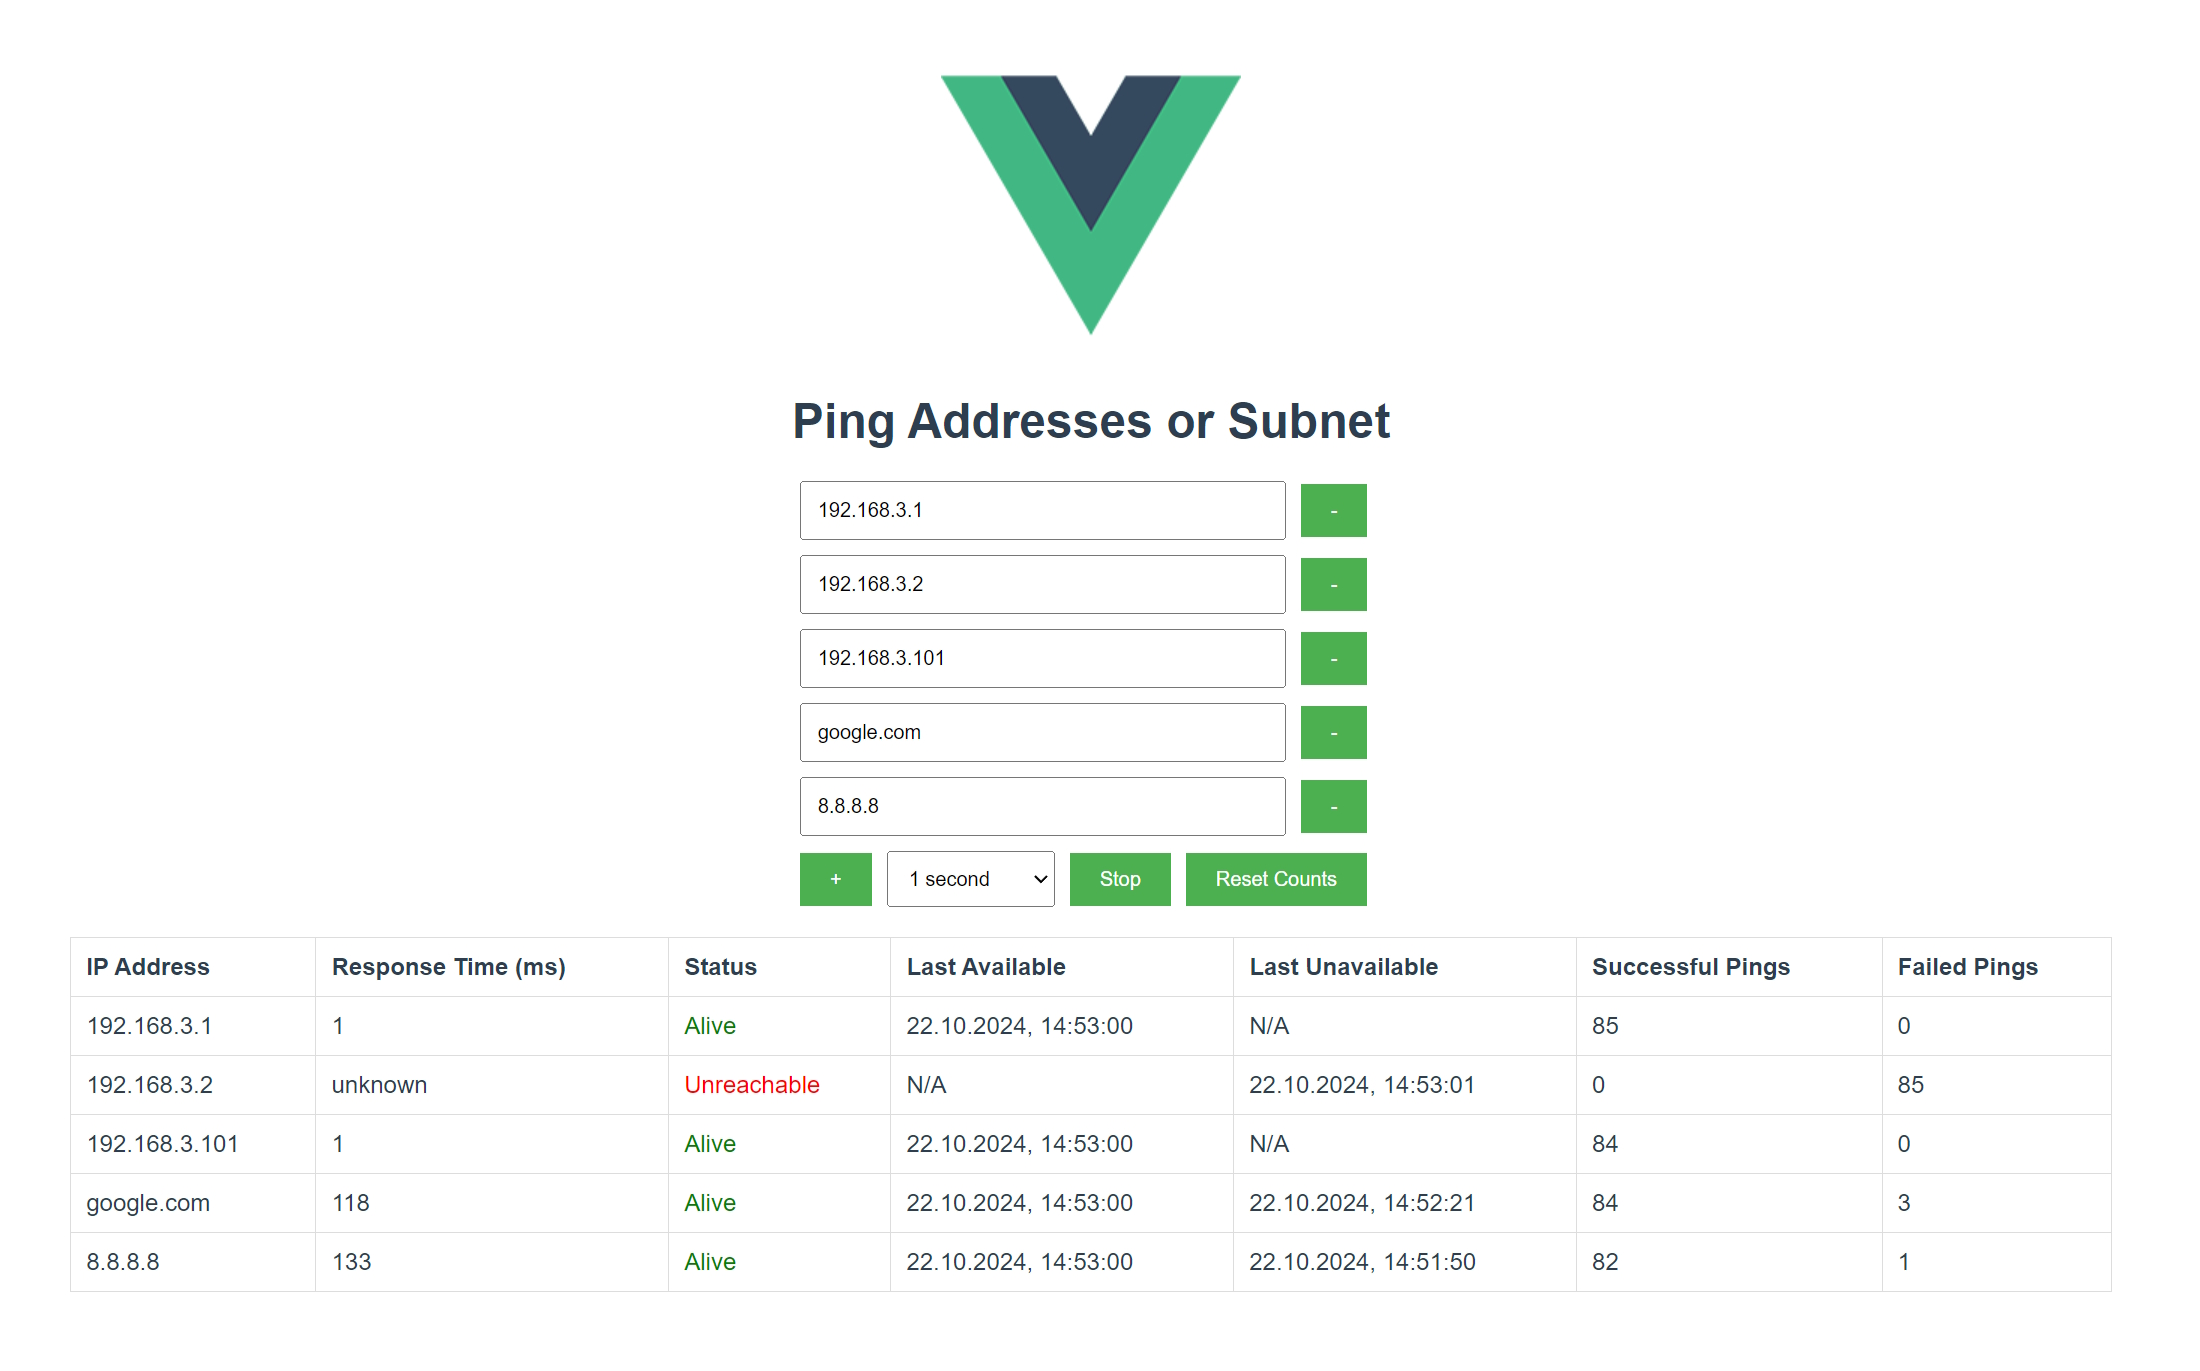 Ping Addresses or Subnet
192.168.3.1 -
192.168.3.2 -
192.168.3.101 -
google.com -
8.8.8.8 -
+ 1 second Stop Reset Counts
IP Address Response Time (ms) Status Last Available Last Unavailable Successful Pings Failed Pings
192.168.3.1 1 Alive 22.10.2024, 14:53:00 N/A 85 0
192.168.3.2 unknown Unreachable N/A 22.10.2024, 14:53:01 0 85
192.168.3.101 1 Alive 22.10.2024, 14:53:00 N/A 84 0
google.com 118 Alive 22.10.2024, 14:53:00 22.10.2024, 14:52:21 84 3
8.8.8.8 133 Alive 22.10.2024, 14:53:00 22.10.2024, 14:51:50 82 1